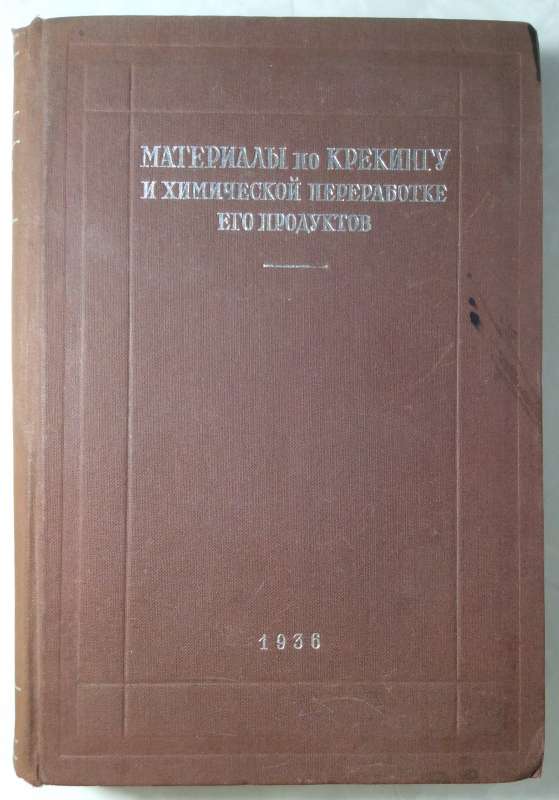 МАТЕРИАЛЫ по КРЕКИНГУ
И ХИМИЧЕСКОЙ ПЕРЕРАБОТКЕ
ЕГО ПРОДУКТОВ
1936